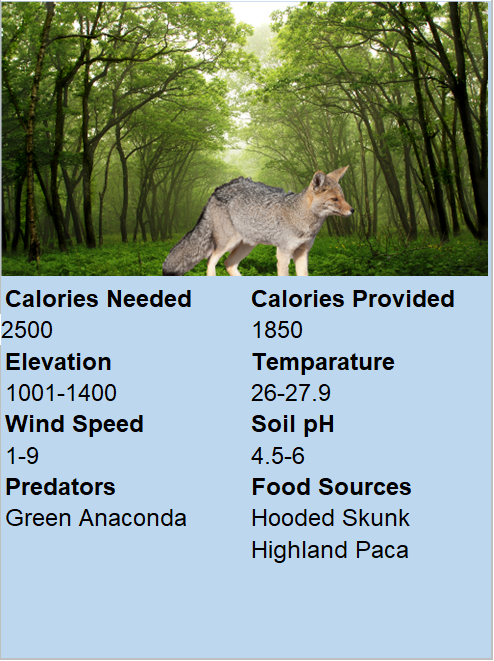 Calories Needed
Calories Provided
2500
1850
Elevation
Temparature
1001-1400
26-27.9
Wind Speed
Soil pH
1-9
4.5-6
Predators
Food Sources
Green Anaconda
Hooded Skunk
Highland Paca